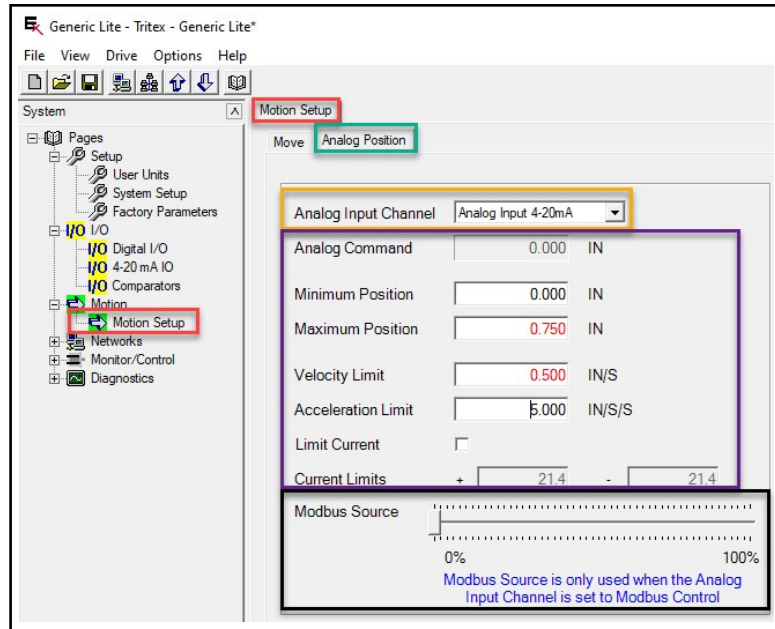 Generic Lite - Tritex - Generic Lite*
File View Drive Options Help
System
Motion Setup
Pages
Setup
User Units
System Setup
Factory Parameters
I/O I/O
I/O Digital I/O
I/O 4-20 mA IO
I/O Comparators
Motion
Motion Setup
Networks
Monitor/Control
Diagnostics
Move Analog Position
Analog Input Channel Analog Input 4-20mA
Analog Command 0.000 IN
Minimum Position 0.000 IN
Maximum Position 0.750 IN
Velocity Limit 0.500 IN/S
Acceleration Limit 5.000 IN/S/S
Limit Current
Current Limits + 21.4 - 21.4
Modbus Source
0% 100%
Modbus Source is only used when the Analog
Input Channel is set to Modbus Control